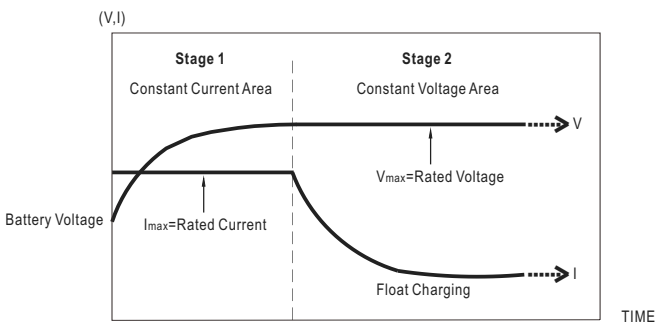 (V,I)
Stage 1
Stage 2
Constant Current Area
Constant Voltage Area
V
Vmax=Rated Voltage
Battery Voltage
Imax=Rated Current
I
Float Charging
TIME